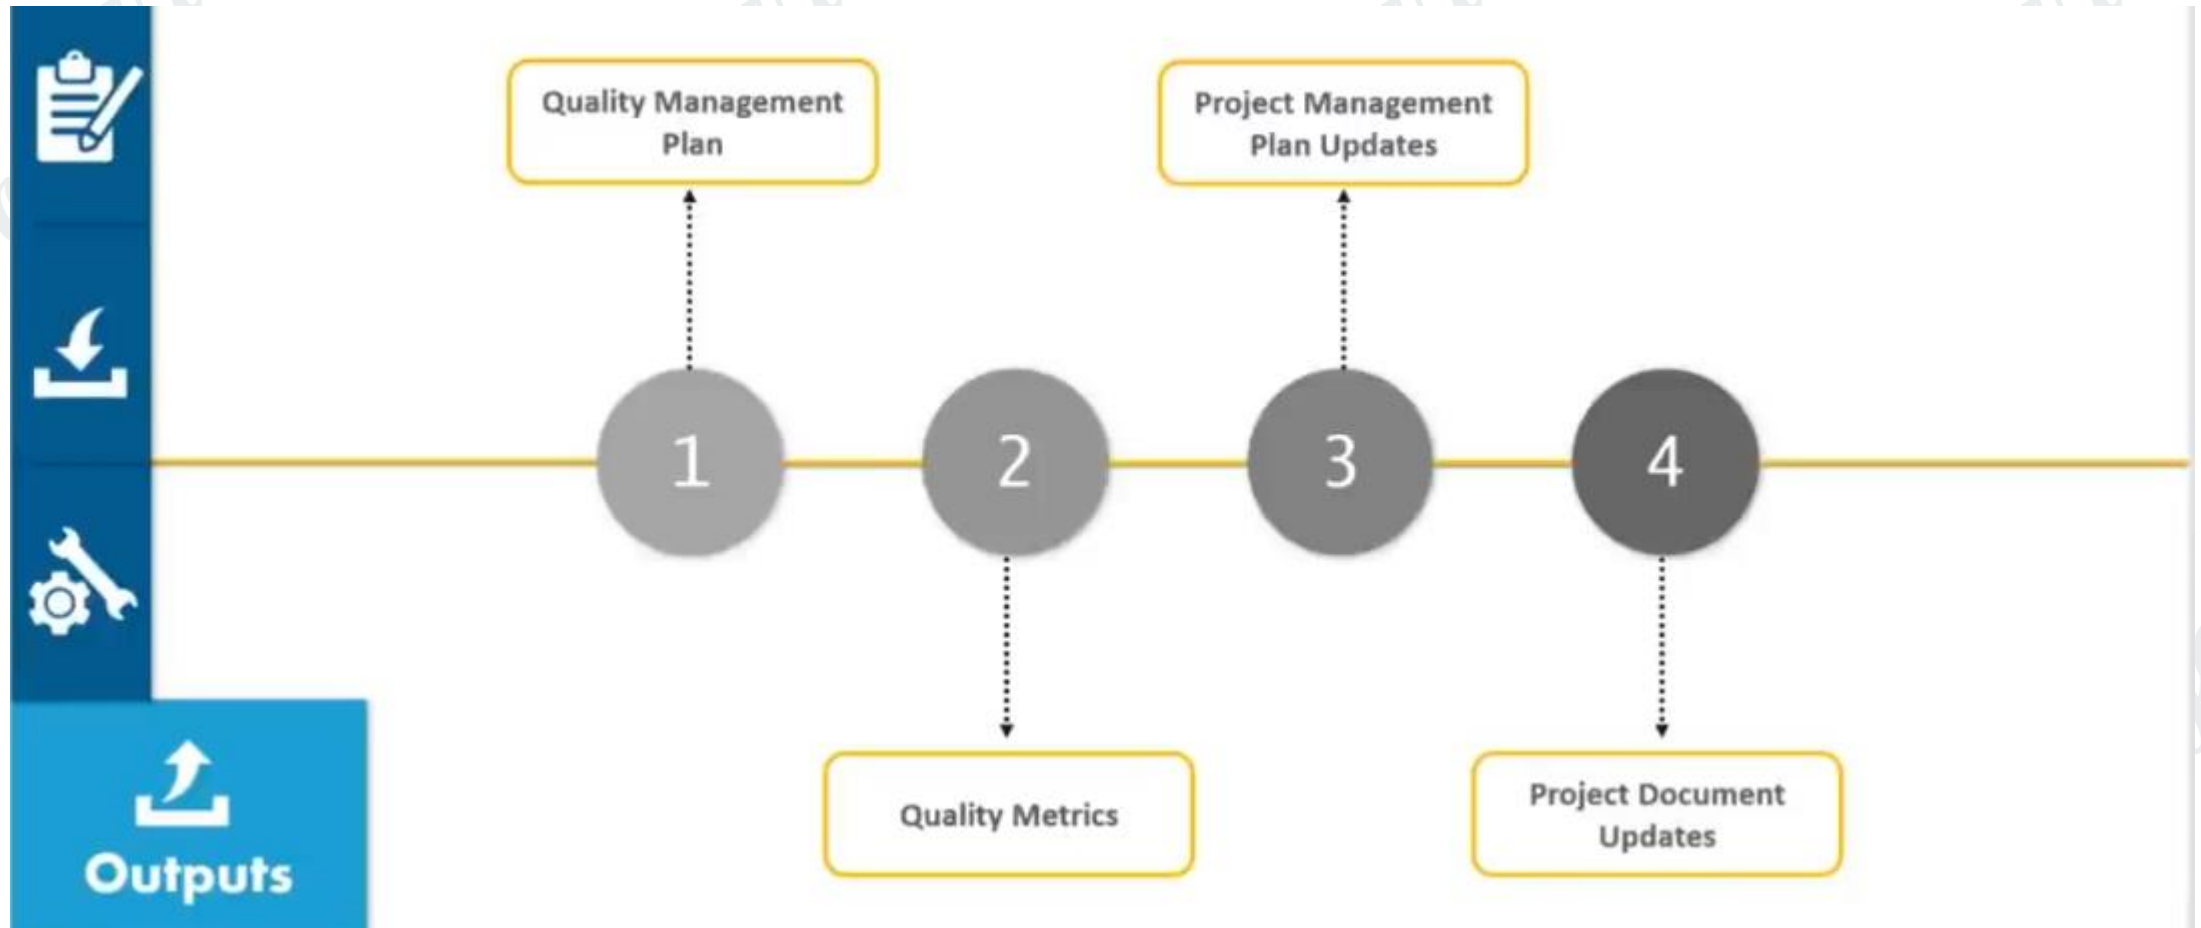 Quality Management
Plan
Project Management
Plan Updates
1
2
3
4
Quality Metrics
Project Document
Updates
Outputs